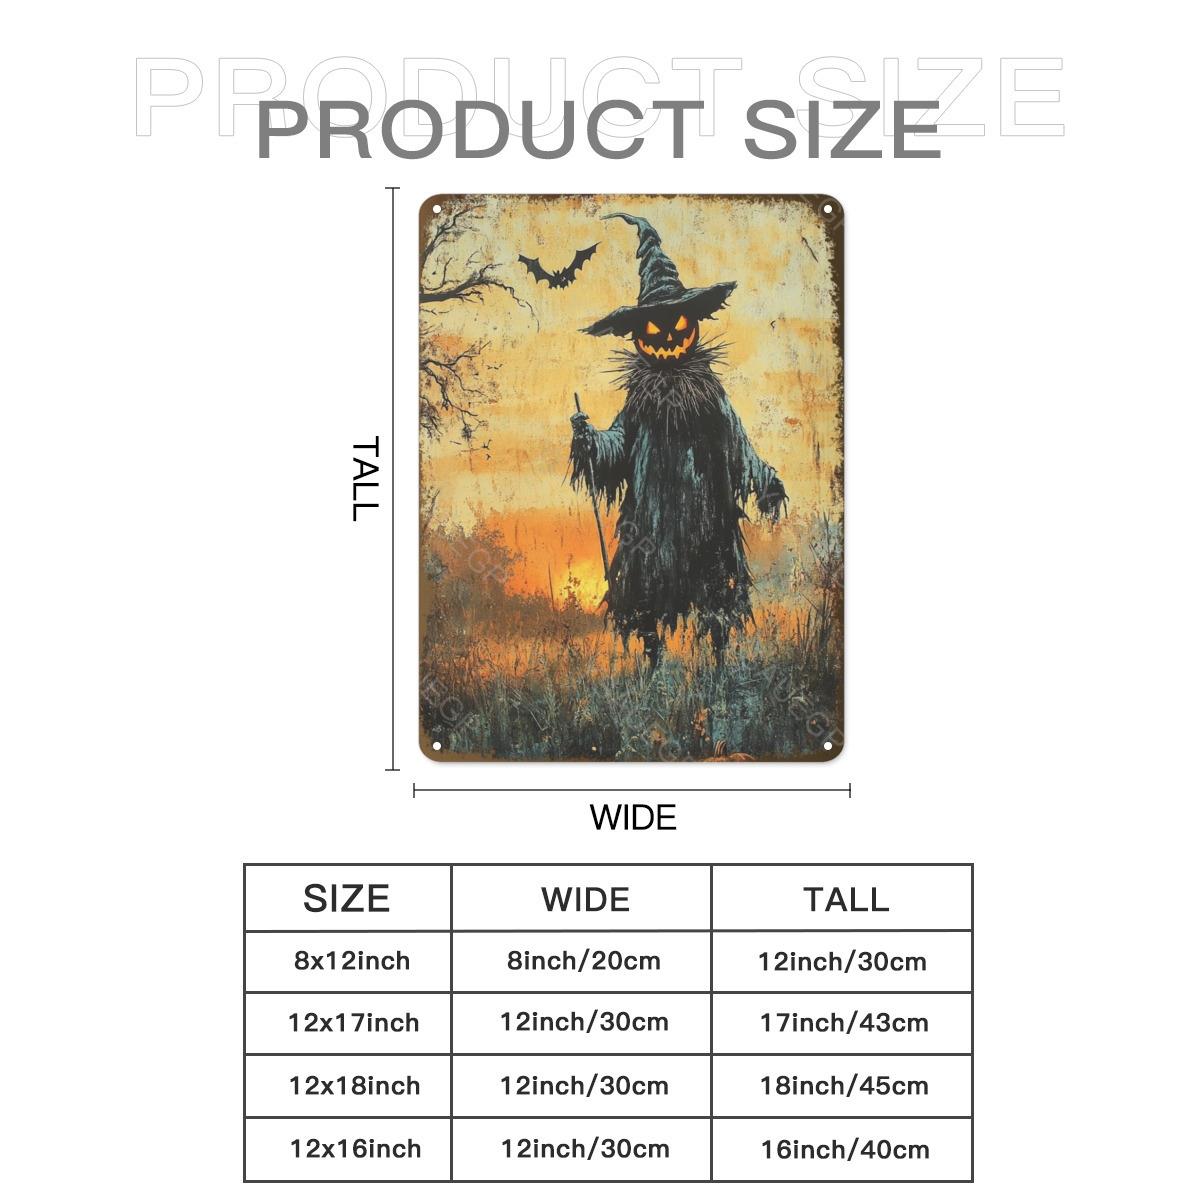 PRODUCT SIZE
PRODUCT SIZE
TALL
WIDE
SIZE WIDE TALL
8x12inch 8inch/20cm 12inch/30cm
12x17inch 12inch/30cm 17inch/43cm
12x18inch 12inch/30cm 18inch/45cm
12x16inch 12inch/30cm 16inch/40cm